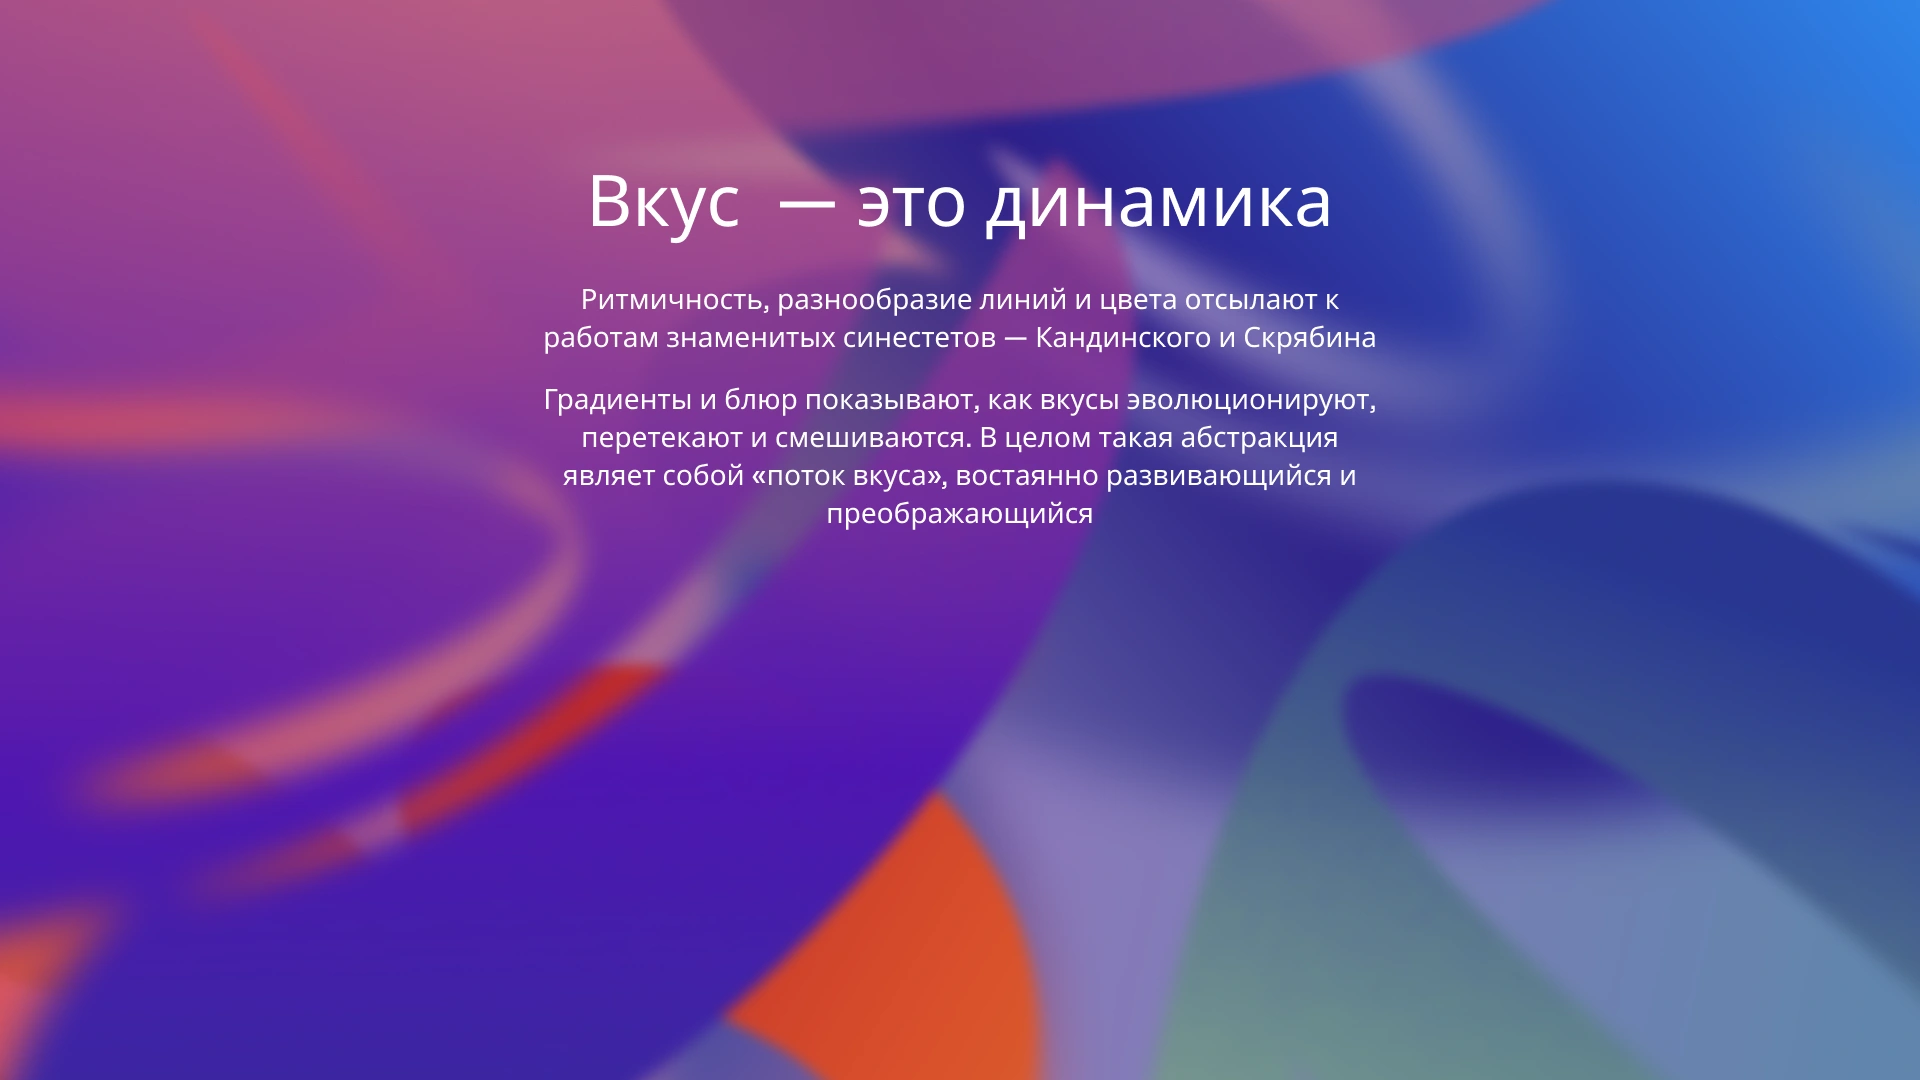 Вкус  — это динамика
Ритмичность, разнообразие линий и цвета отсылают к
работам знаменитых синестетов — Кандинского и Скрябина
Градиенты и блюр показывают, как вкусы эволюционируют,
перетекают и смешиваются. В целом такая абстракция
являет собой «поток вкуса», востаянно развивающийся и
преображающийся